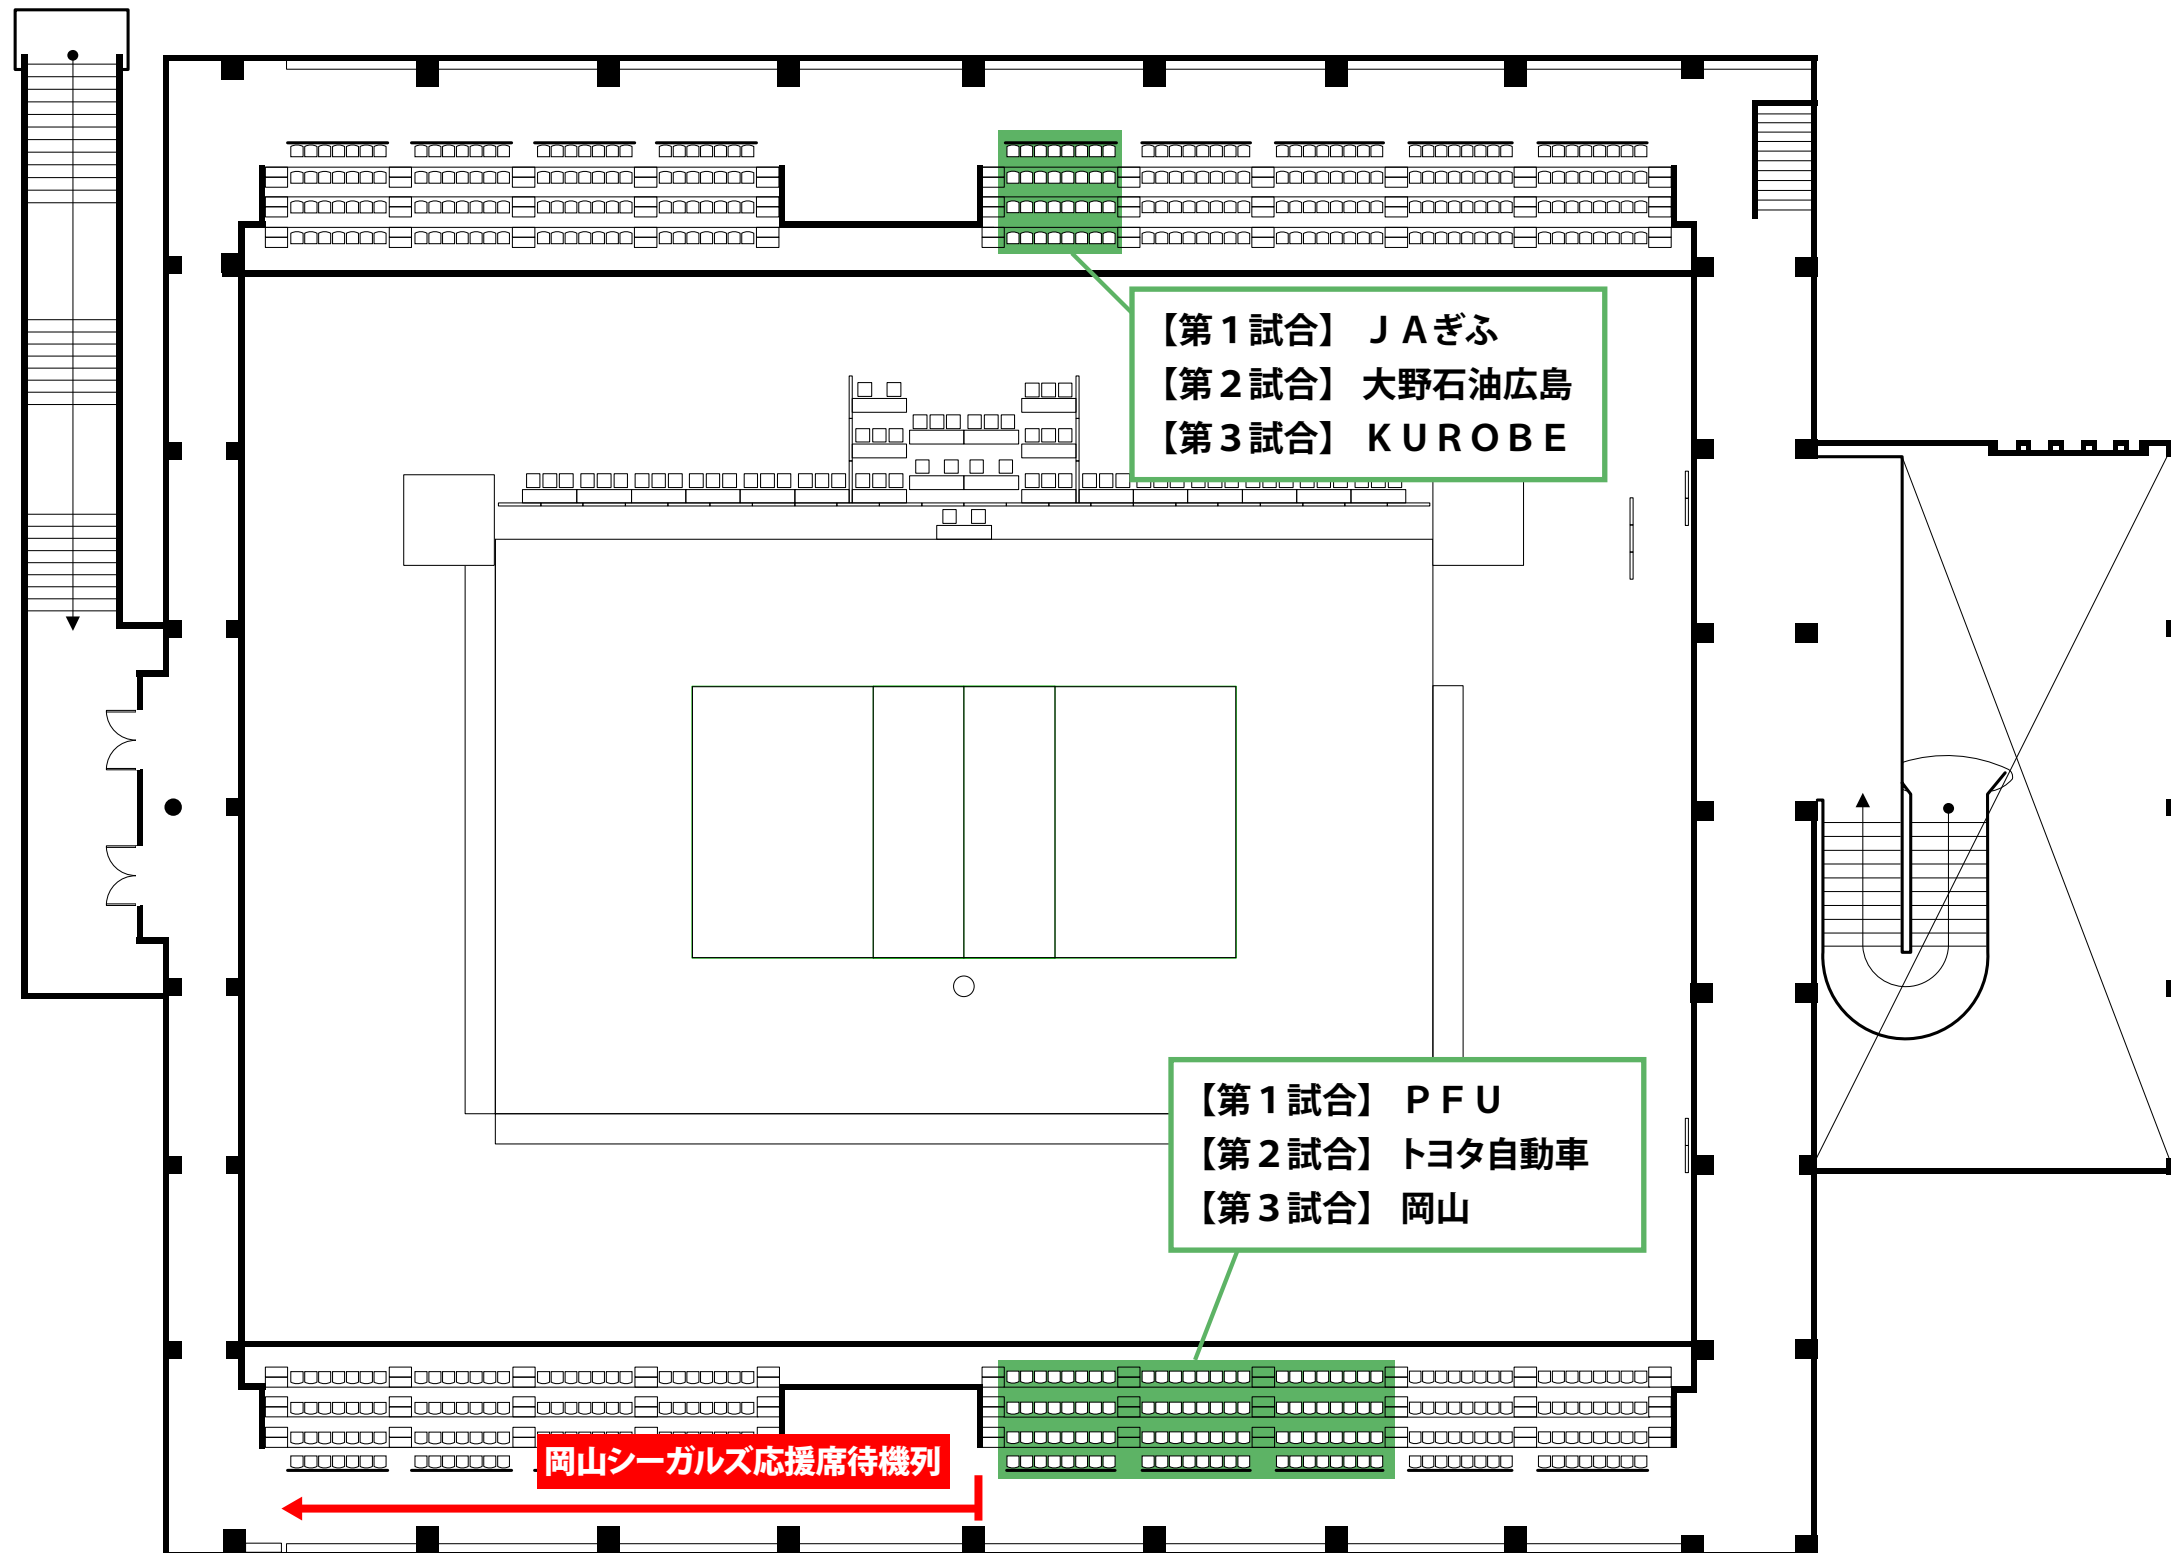 【第１試合】 ＪＡぎふ
【第２試合】 大野石油広島
【第３試合】 ＫＵＲＯＢＥ
【第１試合】 ＰＦＵ
【第２試合】 トヨタ自動車
【第３試合】 岡山
岡山シーガルズ応援席待機列